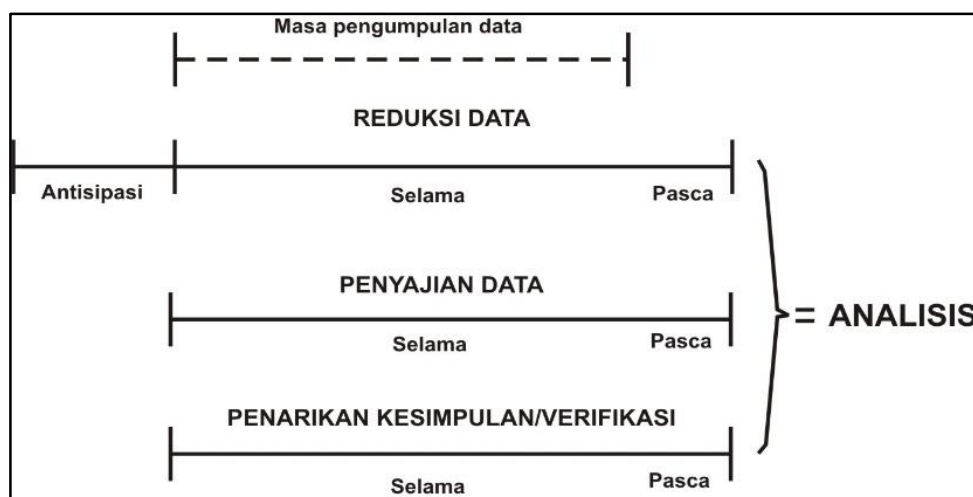 Masa pengumpulan data
REDUKSI DATA
Antisipasi
Selama
Pasca
PENYAJIAN DATA
Selama
Pasca
= ANALISIS
PENARIKAN KESIMPULAN/VERIFIKASI
Selama
Pasca